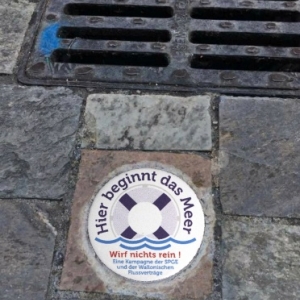 Hier beginnt das Meer
Wirf nichts rein !
Eine Kampagne der SPGE
und der Wallonischen
Flussverträge